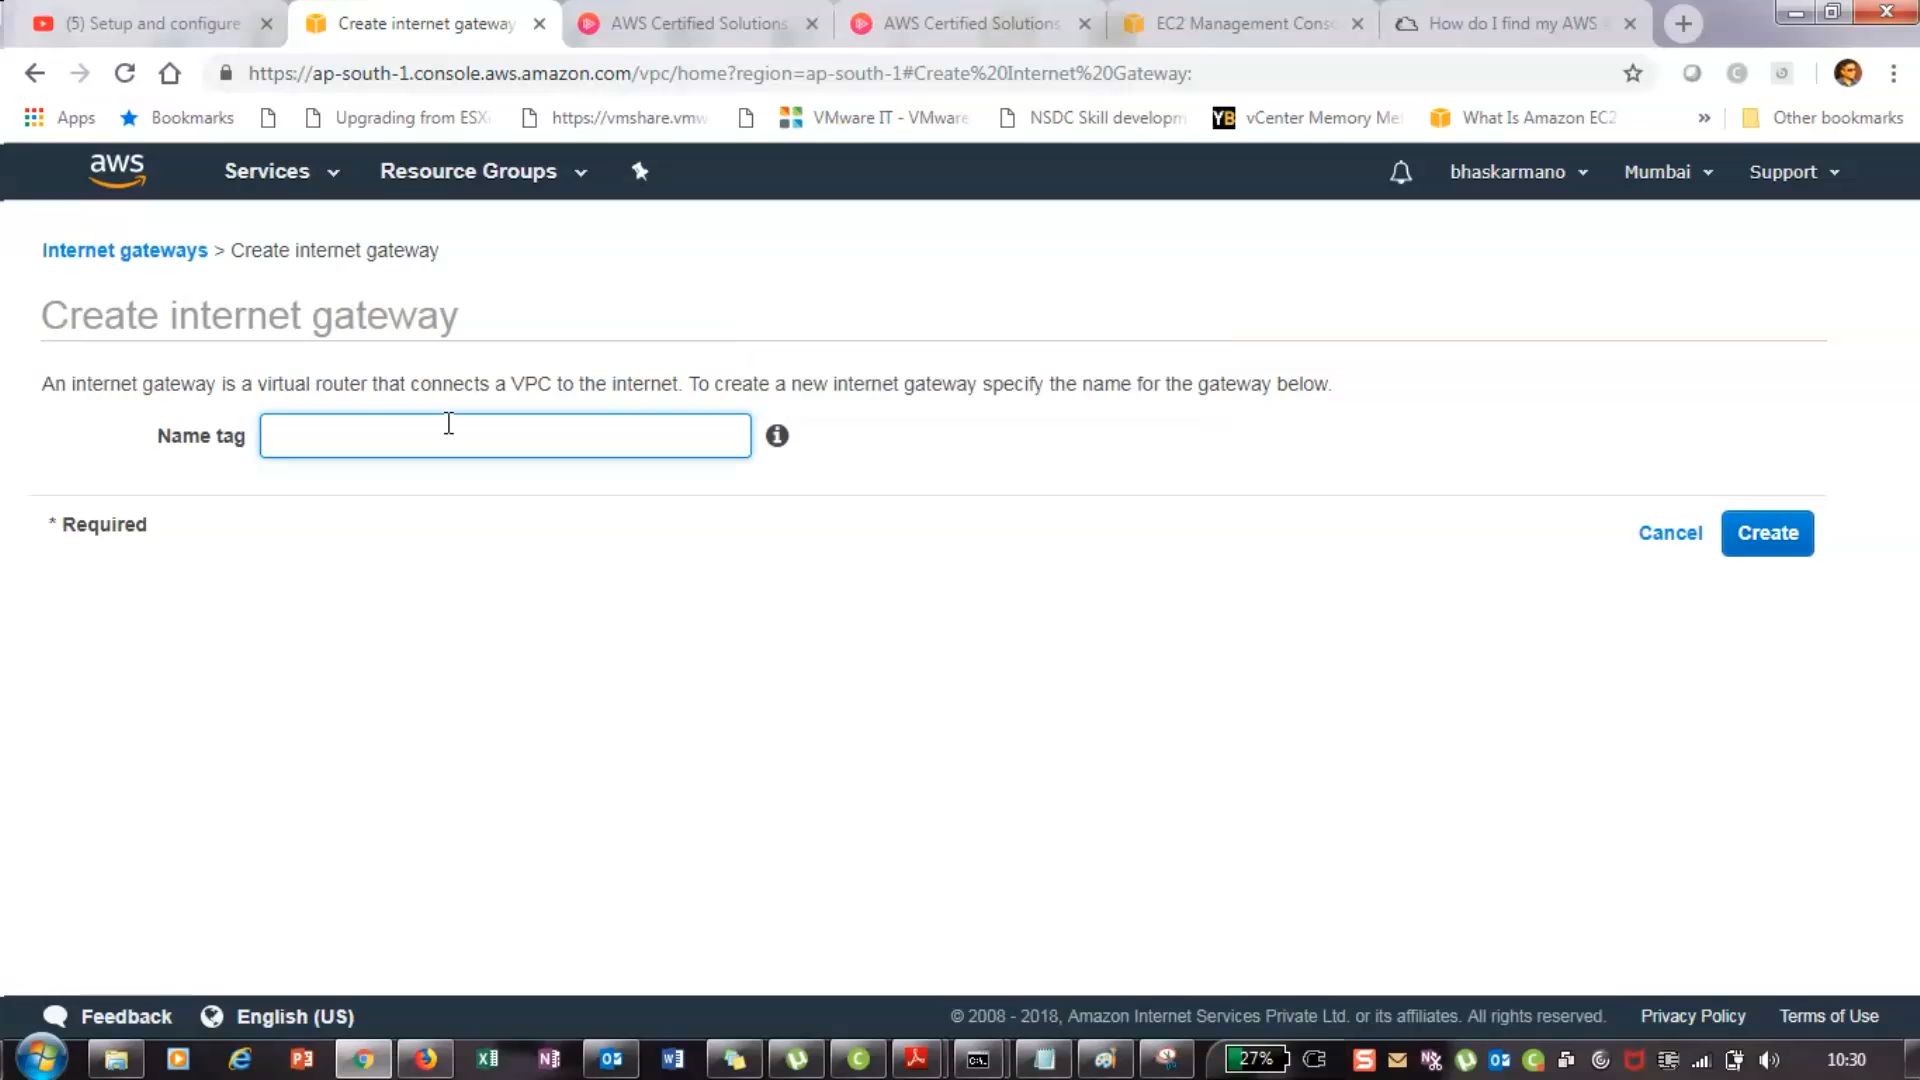 (5) Setup and configure
Create internet gateway
AWS Certified Solutions
AWS Certified Solutions
EC2 Management Cons
How do I find my AWS
https://ap-south-1.console.aws.amazon.com/vpc/home?region=ap-south-1#Create%20Internet%20Gateway:
Apps
Bookmarks
Upgrading from ESXi
https://vmshare.vmw
VMware IT - VMware
NSDC Skill developm
YB
vCenter Memory Me
What Is Amazon EC2
»
Other bookmarks
aws
Services
Resource Groups
bhaskarmano
Mumbai
Support
Internet gateways > Create internet gateway
Create internet gateway
An internet gateway is a virtual router that connects a VPC to the internet. To create a new internet gateway specify the name for the gateway below.
Name tag
* Required
Cancel
Create
Feedback
English (US)
© 2008 - 2018, Amazon Internet Services Private Ltd. or its affiliates. All rights reserved.
Privacy Policy
Terms of Use
27%
10:30